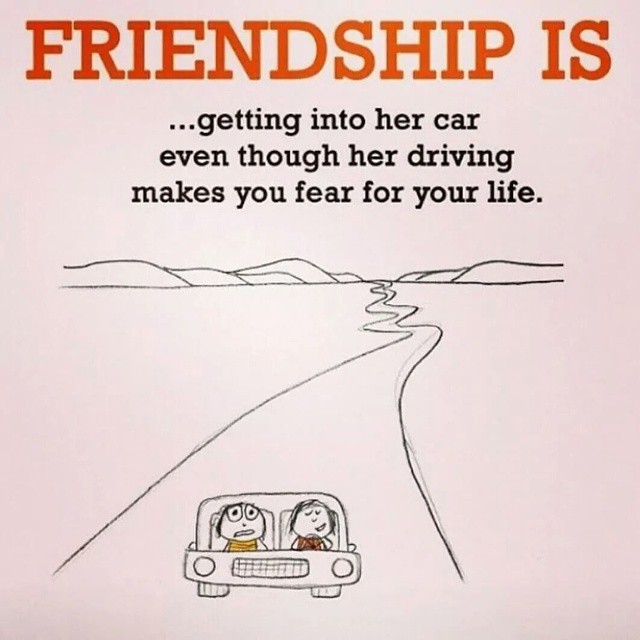 FRIENDSHIP IS
...getting into her car
even though her driving
makes you fear for your life.